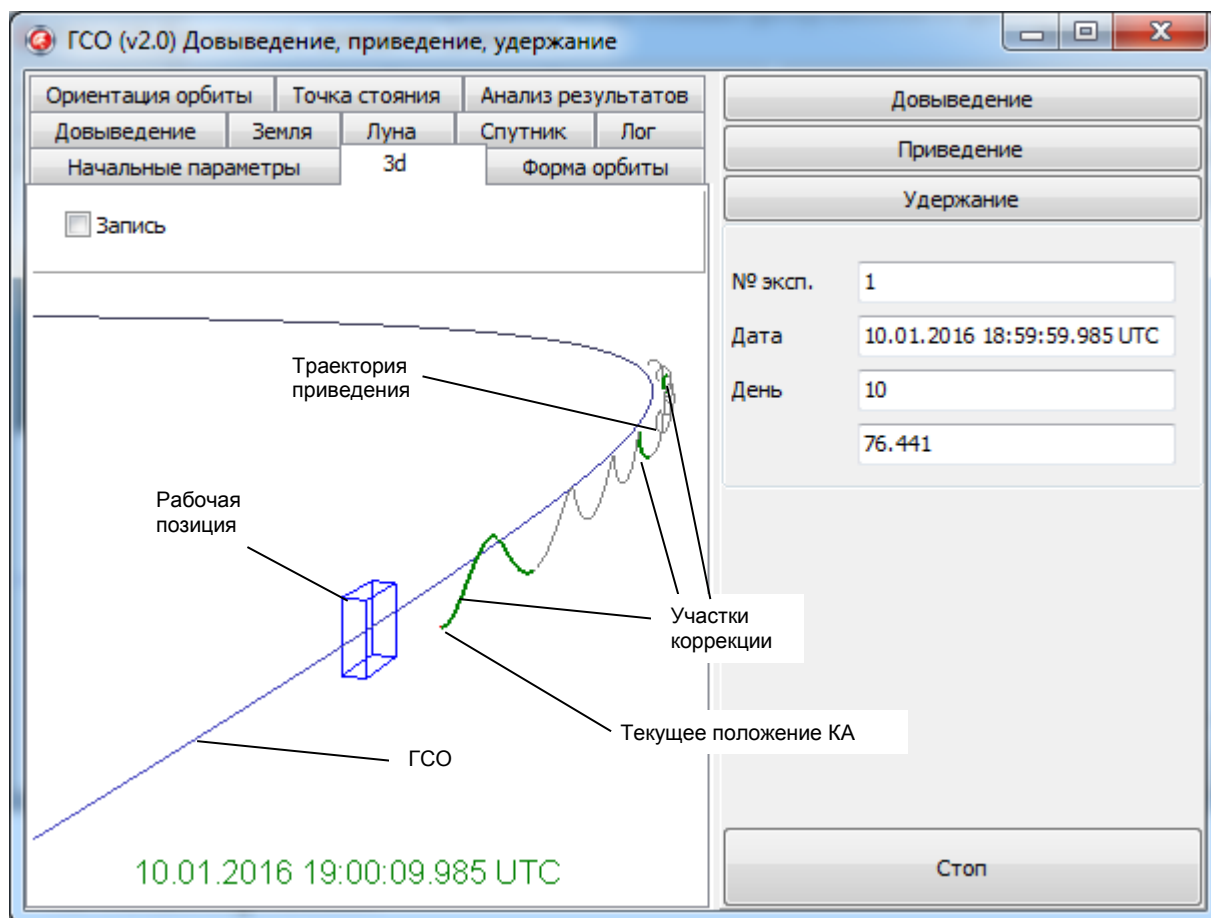 ГСО (v2.0) Довыведение, приведение, удержание
Ориентация орбиты Точка стояния Анализ результатов
Довыведение Земля Луна Спутник Лог
Начальные параметры 3d Форма орбиты
Запись
Траектория
приведения
Рабочая
позиция
Участки
коррекции
Текущее положение КА
ГСО
10.01.2016 19:00:09.985 UTC
Довыведение
Приведение
Удержание
№ эксп. 1
Дата 10.01.2016 18:59:59.985 UTC
День 10
76.441
Стоп